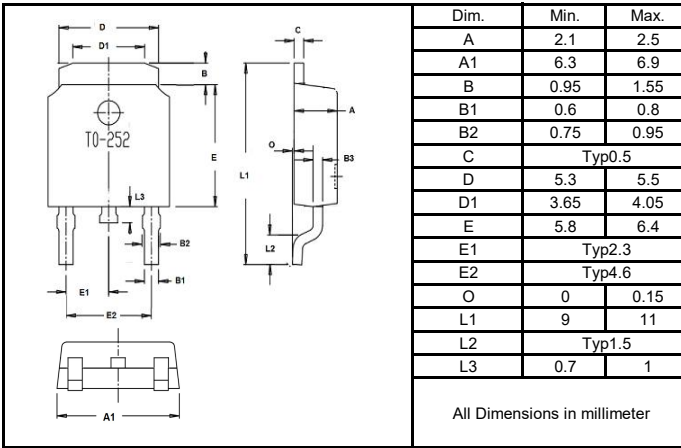 D
D1
B
TO-252
E
L3
B2
B1
E1
E2
A1
C
A
O
B3
L1
L2
Dim. Min. Max.
A 2.1 2.5
A1 6.3 6.9
B 0.95 1.55
B1 0.6 0.8
B2 0.75 0.95
C Typ0.5
D 5.3 5.5
D1 3.65 4.05
E 5.8 6.4
E1 Typ2.3
E2 Typ4.6
O 0 0.15
L1 9 11
L2 Typ1.5
L3 0.7 1
All Dimensions in millimeter